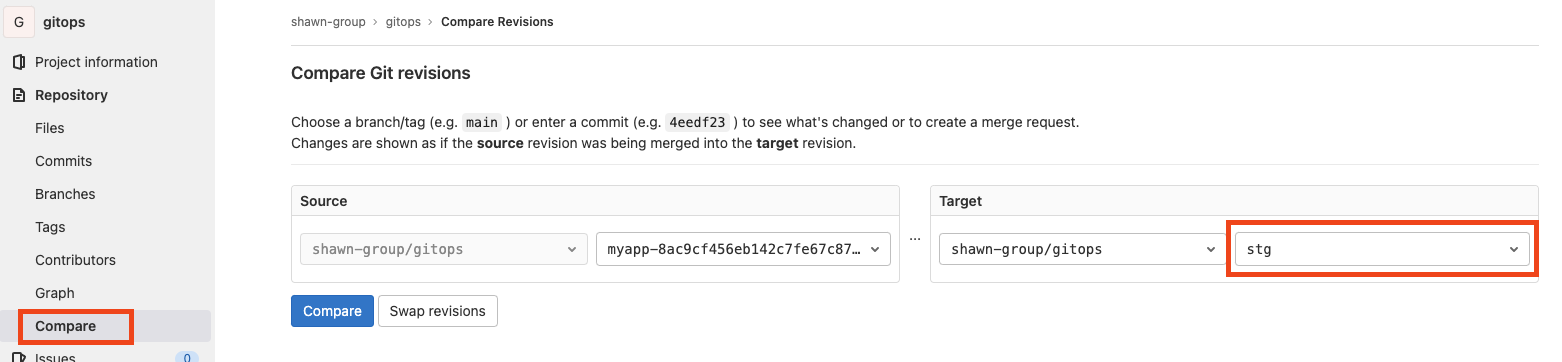 G gitops
Project information
Repository
Files
Commits
Branches
Tags
Contributors
Graph
Compare
Issues 0
shawn-group › gitops › Compare Revisions
Compare Git revisions
Choose a branch/tag (e.g. main ) or enter a commit (e.g. 4eedf23 ) to see what's changed or to create a merge request.
Changes are shown as if the source revision was being merged into the target revision.
Source
shawn-group/gitops myapp-8ac9cf456eb142c7fe67c87…
...
Target
shawn-group/gitops stg
Compare Swap revisions